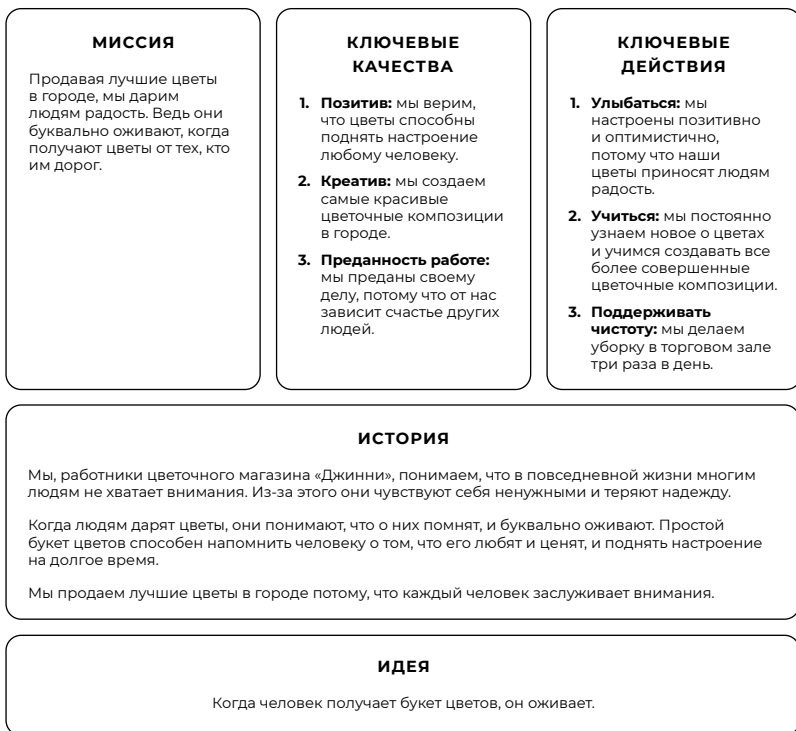 МИССИЯ
Продавая лучшие цветы
в городе, мы дарим
людям радость. Ведь они
буквально оживают, когда
получают цветы от тех, кто
им дорог.
КЛЮЧЕВЫЕ
КАЧЕСТВА
1. Позитив: мы верим,
что цветы способны
поднять настроение
любому человеку.
2. Креатив: мы создаем
самые красивые
цветочные композиции
в городе.
3. Преданность работе:
мы преданы своему
делу, потому что от нас
зависит счастье других
людей.
КЛЮЧЕВЫЕ
ДЕЙСТВИЯ
1. Улыбаться: мы
настроены позитивно
и оптимистично,
потому что наши
цветы приносят людям
радость.
2. Учиться: мы постоянно
узнаем новое о цветах
и учимся создавать все
более совершенные
цветочные композиции.
3. Поддерживать
чистоту: мы делаем
уборку в торговом зале
три раза в день.
ИСТОРИЯ
Мы, работники цветочного магазина «Джинни», понимаем, что в повседневной жизни многим
людям не хватает внимания. Из-за этого они чувствуют себя ненужными и теряют надежду.
Когда людям дарят цветы, они понимают, что о них помнят, и буквально оживают. Простой
букет цветов способен напомнить человеку о том, что его любят и ценят, и поднять настроение
на долгое время.
Мы продаем лучшие цветы в городе потому, что каждый человек заслуживает внимания.
ИДЕЯ
Когда человек получает букет цветов, он оживает.